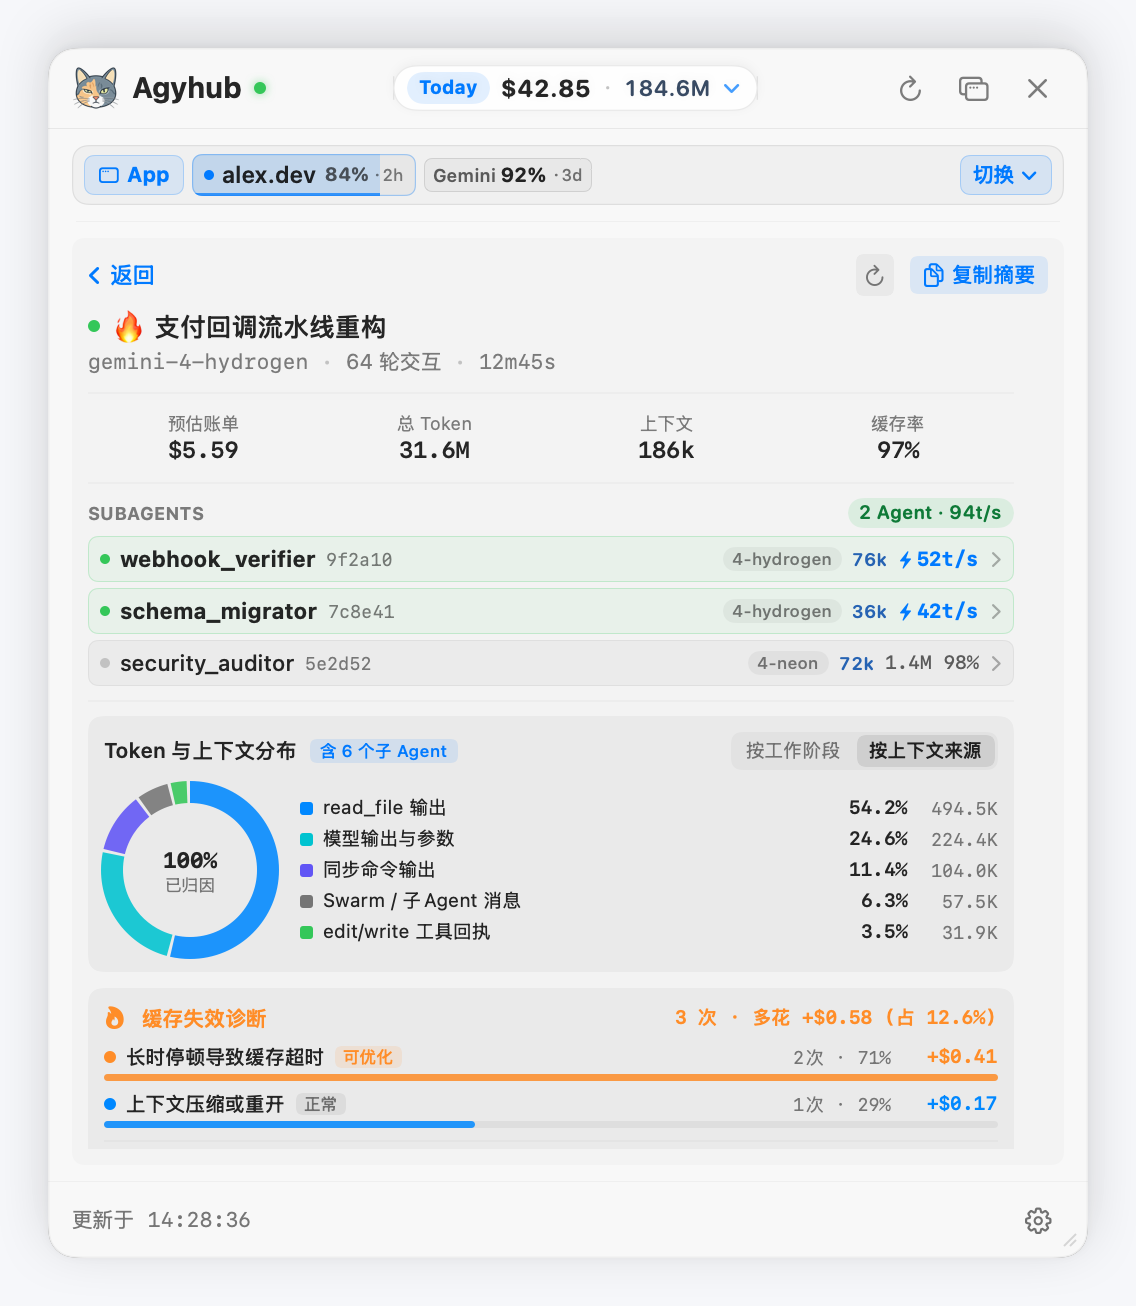 Agyhub Today $42.85 · 184.6M
App alex.dev 84% · 2h Gemini 92% · 3d 切换
返回 复制摘要
🔥 支付回调流水线重构
gemini-4-hydrogen · 64 轮交互 · 12m45s
预估账单 总 Token 上下文 缓存率
$5.59 31.6M 186k 97%
SUBAGENTS 2 Agent · 94t/s
webhook_verifier 9f2a10 4-hydrogen 76k 52t/s
schema_migrator 7c8e41 4-hydrogen 36k 42t/s
security_auditor 5e2d52 4-neon 72k 1.4M 98%
Token 与上下文分布 含 6 个子 Agent 按工作阶段 按上下文来源
100%
已归因
read_file 输出 54.2% 494.5K
模型输出与参数 24.6% 224.4K
同步命令输出 11.4% 104.0K
Swarm / 子 Agent 消息 6.3% 57.5K
edit/write 工具回执 3.5% 31.9K
缓存失效诊断 3 次 · 多花 +$0.58 (占 12.6%)
长时停顿导致缓存超时 可优化 2次 · 71% +$0.41
上下文压缩或重开 正常 1次 · 29% +$0.17
更新于 14:28:36